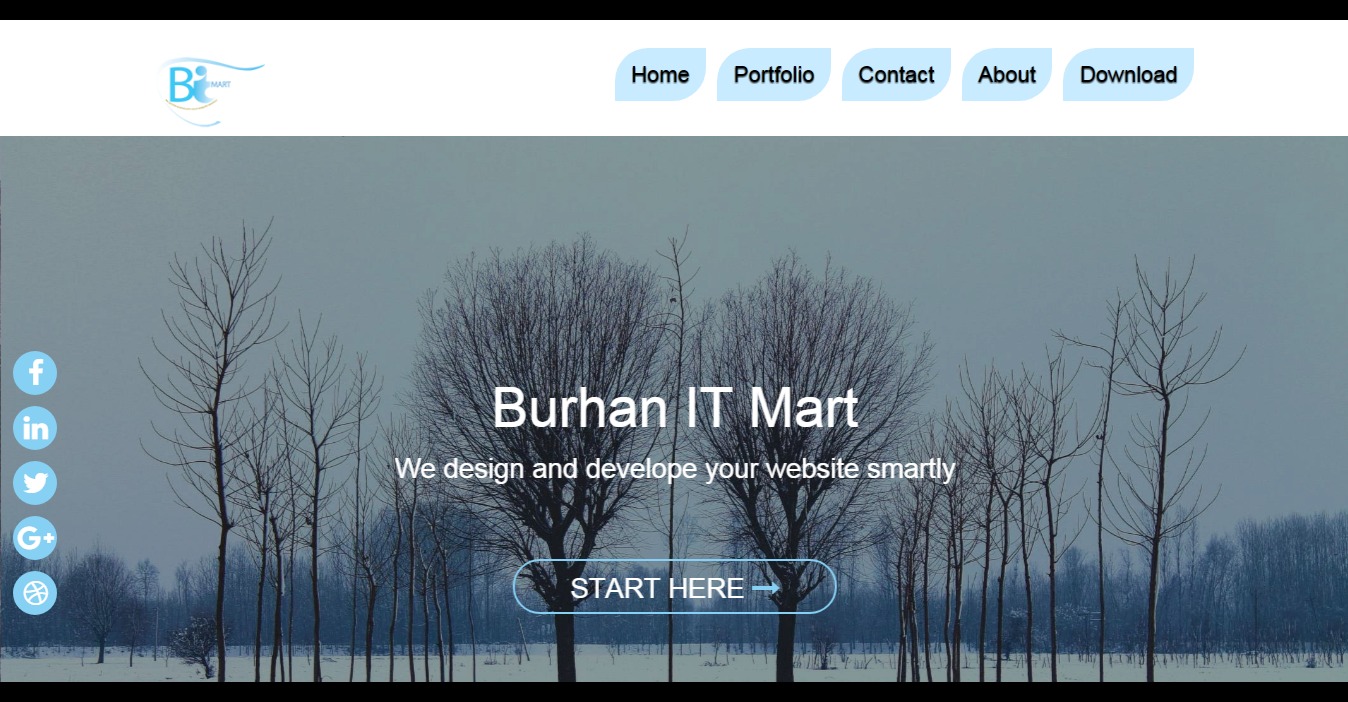 Bi MART
Home Portfolio Contact About Download
Burhan IT Mart
We design and develope your website smartly
START HERE